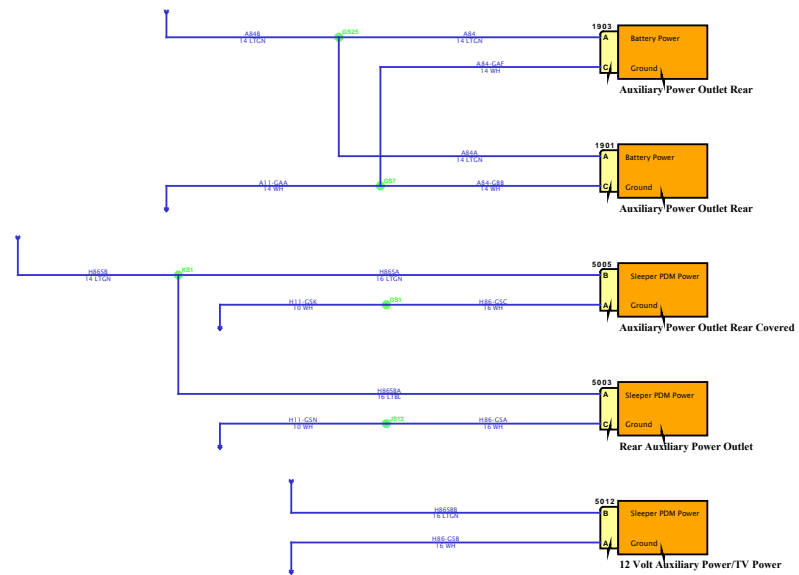 1903
A84B
GS25
A84
A
Battery Power
14 LTGN
14 LTGN
A84-GAF
C
Ground
14 WH
Auxiliary Power Outlet Rear
1901
A84A
A
Battery Power
14 LTGN
A11-GAA
GS7
A84-GBB
C
Ground
14 WH
14 WH
Auxiliary Power Outlet Rear
5005
H86SB
KS1
H86SA
B
Sleeper PDM Power
14 LTGN
16 LTGN
H11-GSK
GS1
H86-GSC
A
Ground
10 WH
16 WH
Auxiliary Power Outlet Rear Covered
5003
H86SBA
A
Sleeper PDM Power
16 LTBL
H11-GSN
JS12
H86-GSA
C
Ground
10 WH
16 WH
Rear Auxiliary Power Outlet
5012
H86SBB
B
Sleeper PDM Power
16 LTGN
H86-GSB
A
Ground
16 WH
12 Volt Auxiliary Power/TV Power